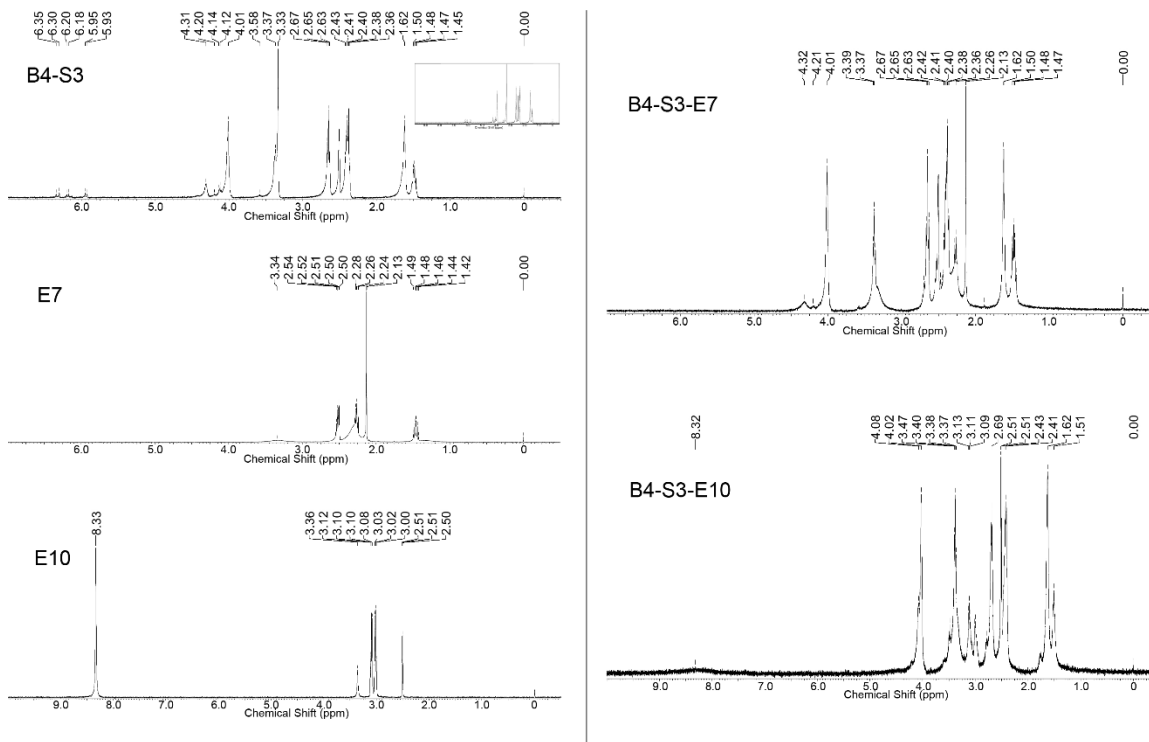 6.35 6.30 6.20 6.18 5.95 5.93 4.31 4.20 4.14 4.12 4.01 3.58 3.37 3.33 2.67 2.65 2.63 2.43 2.41 2.40 2.38 2.36 1.62 1.50 1.48 1.47 1.45 0.00
B4-S3
6.0 5.0 4.0 3.0 2.0 1.0 0
Chemical Shift (ppm)
3.34 2.54 2.52 2.51 2.50 2.50 2.28 2.26 2.24 2.13 1.49 1.48 1.46 1.44 1.42 0.00
E7
6.0 5.0 4.0 3.0 2.0 1.0 0
Chemical Shift (ppm)
8.33 3.36 3.12 3.10 3.10 3.08 3.03 3.02 3.00 2.51 2.51 2.50
E10
9.0 8.0 7.0 6.0 5.0 4.0 3.0 2.0 1.0 0
Chemical Shift (ppm)
4.32 4.21 4.01 3.39 3.37 2.67 2.65 2.63 2.42 2.41 2.40 2.38 2.36 2.26 2.13 1.62 1.50 1.48 1.47 0.00
B4-S3-E7
6.0 5.0 4.0 3.0 2.0 1.0 0
Chemical Shift (ppm)
8.32 4.08 4.02 3.47 3.40 3.38 3.37 3.13 3.11 3.09 2.69 2.51 2.51 2.43 2.41 1.62 1.51 0.00
B4-S3-E10
9.0 8.0 7.0 6.0 5.0 4.0 3.0 2.0 1.0 0
Chemical Shift (ppm)